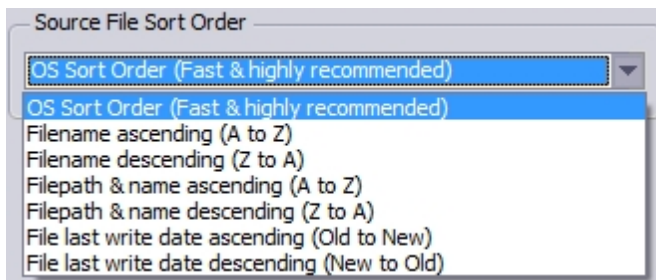 Source File Sort Order
OS Sort Order (Fast & highly recommended)
OS Sort Order (Fast & highly recommended)
Filename ascending (A to Z)
Filename descending (Z to A)
Filepath & name ascending (A to Z)
Filepath & name descending (Z to A)
File last write date ascending (Old to New)
File last write date descending (New to Old)